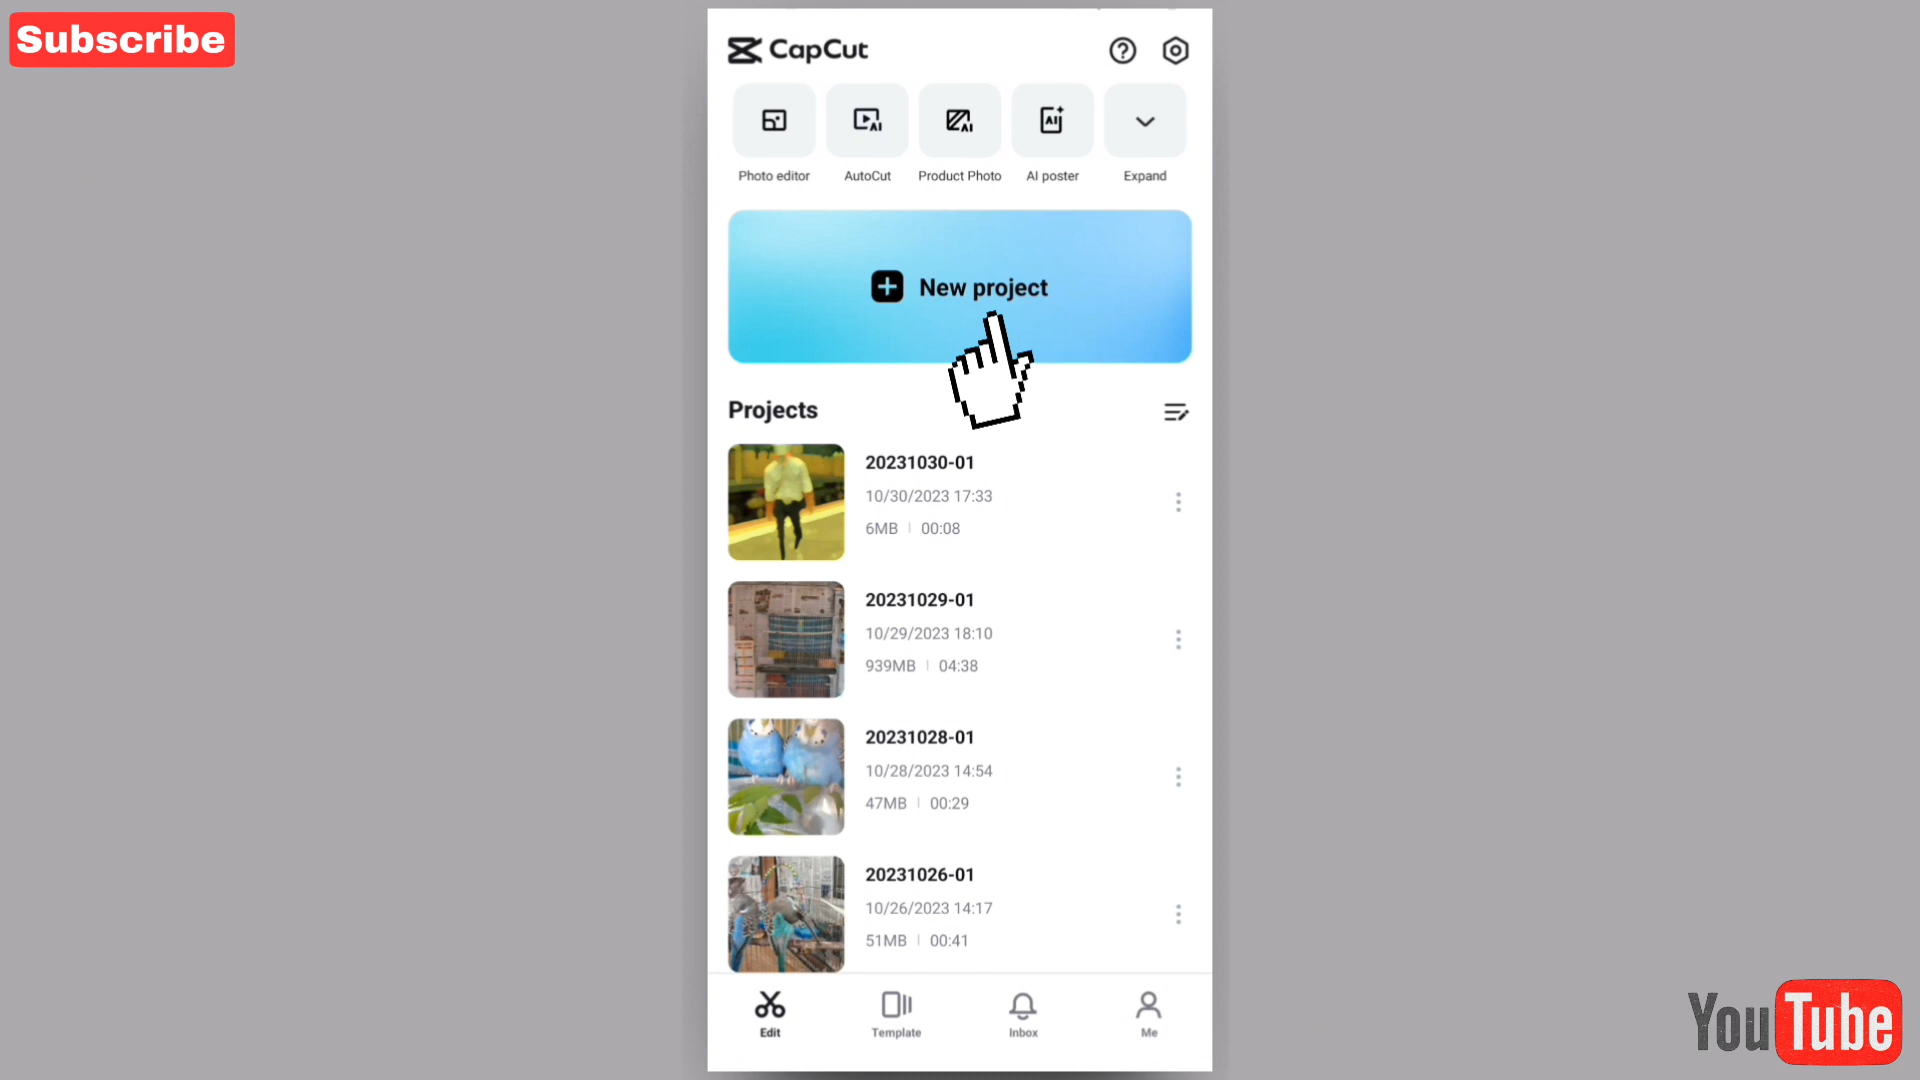 Subscribe
CapCut
Photo editor
AutoCut
Product Photo
AI poster
Expand
New project
Projects
20231030-01
10/30/2023 17:33
6MB | 00:08
20231029-01
10/29/2023 18:10
939MB | 04:38
20231028-01
10/28/2023 14:54
47MB | 00:29
20231026-01
10/26/2023 14:17
51MB | 00:41
Edit
Template
Inbox
Me
YouTube